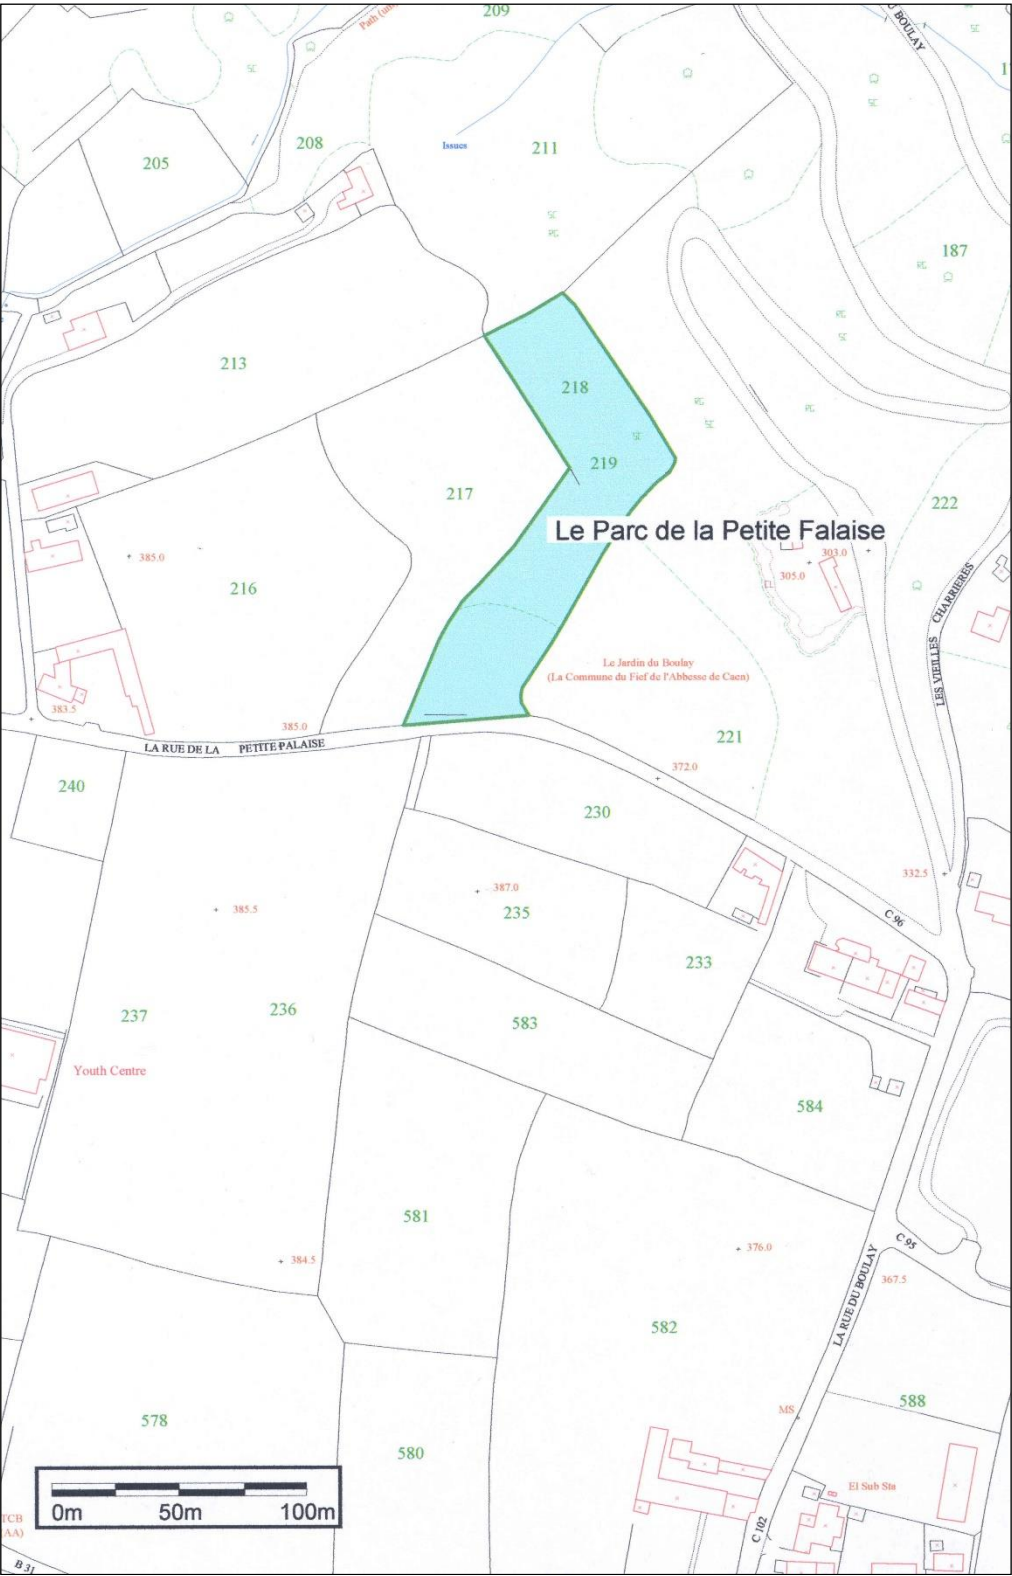 209
BOULAY
208
Issues
211
205
187
213
218
219
217
222
Le Parc de la Petite Falaise
385.0
303.0
305.0
216
LES VIEILLES CHARRIERES
Le Jardin du Boulay
(La Commune du Fief de l'Abbesse de Caen)
383.5
385.0
LA RUE DE LA PETITE PALAISE
221
372.0
240
230
332.5
387.0
385.5
235
C 96
233
237
236
583
Youth Centre
584
581
C 95
384.5
376.0
367.5
LA RUE DU BOULAY
582
588
578
MS
580
El Sub Sta
0m 50m 100m
TCB
(AA)
C 102
B 31